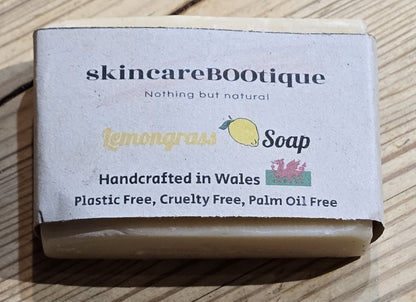 skincareBOOtique
Nothing but natural
Lemongrass Soap
Handcrafted in Wales
Plastic Free, Cruelty Free, Palm Oil Free